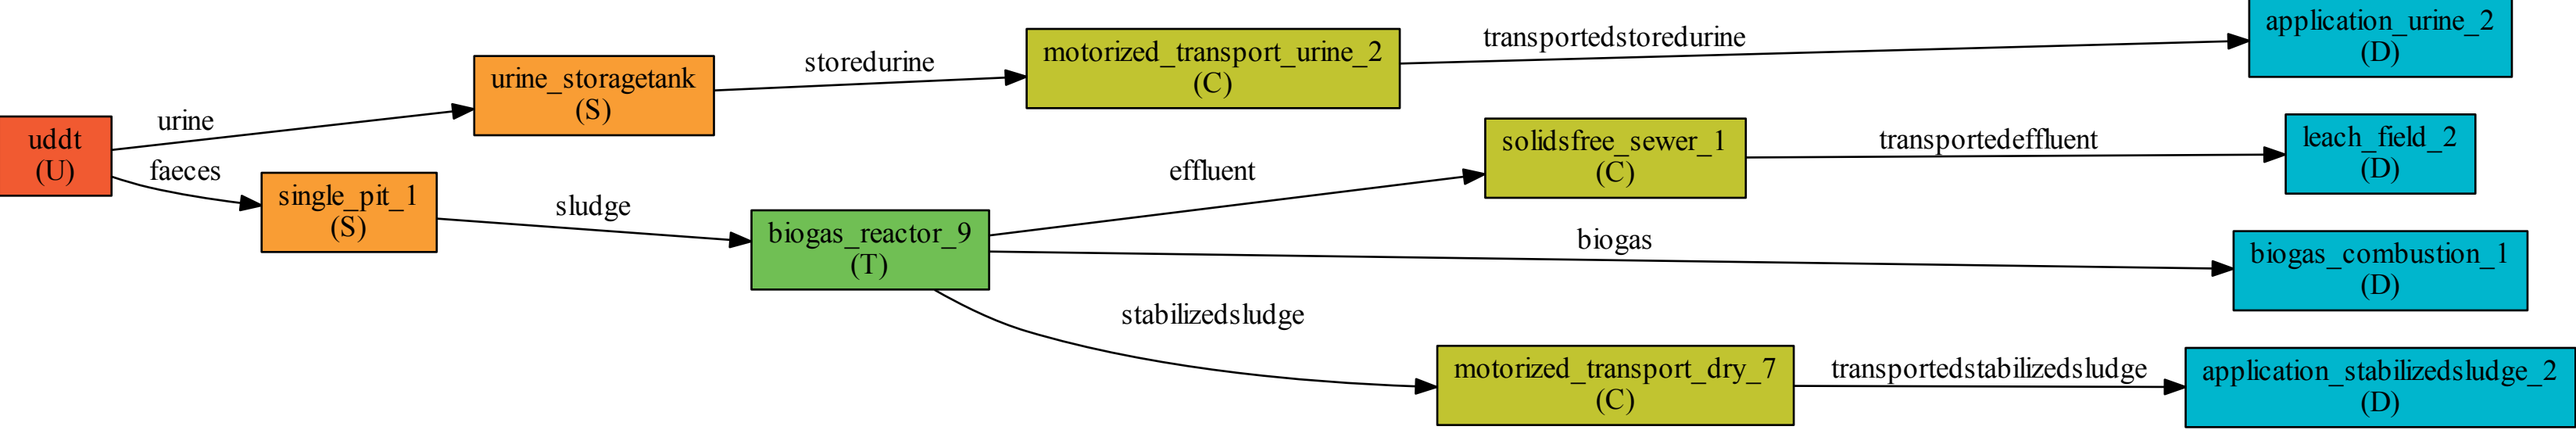 application_urine_2
(D)
transportedstoredurine
motorized_transport_urine_2
(C)
storedurine
urine_storagetank
(S)
urine
uddt
(U)
faeces
single_pit_1
(S)
sludge
biogas_reactor_9
(T)
effluent
solidsfree_sewer_1
(C)
transportedeffluent
leach_field_2
(D)
biogas
biogas_combustion_1
(D)
stabilizedsludge
motorized_transport_dry_7
(C)
transportedstabilizedsludge
application_stabilizedsludge_2
(D)